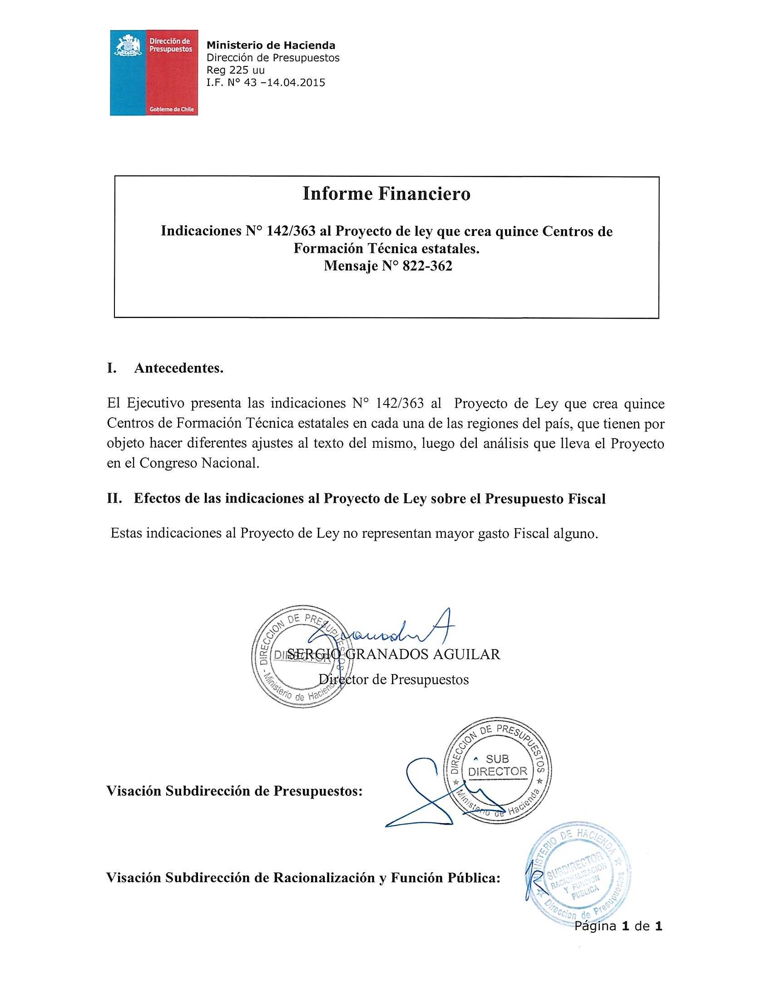 Dirección de
Presupuestos
Gobierno de Chile
Ministerio de Hacienda
Dirección de Presupuestos
Reg 225 uu
I.F. N° 43 –14.04.2015
Informe Financiero
Indicaciones N° 142/363 al Proyecto de ley que crea quince Centros de
Formación Técnica estatales.
Mensaje N° 822-362
I. Antecedentes.
El Ejecutivo presenta las indicaciones N° 142/363 al Proyecto de Ley que crea quince
Centros de Formación Técnica estatales en cada una de las regiones del país, que tienen por
objeto hacer diferentes ajustes al texto del mismo, luego del análisis que lleva el Proyecto
en el Congreso Nacional.
II. Efectos de las indicaciones al Proyecto de Ley sobre el Presupuesto Fiscal
Estas indicaciones al Proyecto de Ley no representan mayor gasto Fiscal alguno.
DIRECCION DE PRESUPUESTOS
DIRECTOR
Ministerio de Hacienda
SERGIO GRANADOS AGUILAR
Director de Presupuestos
DIRECCION DE PRESUPUESTOS
SUB
DIRECTOR
Ministerio de Hacienda
Visación Subdirección de Presupuestos:
MINISTERIO DE HACIENDA
SUBDIRECTOR
RACIONALIZACION
Y FUNCION
PUBLICA
Direccion de Presupuestos
Visación Subdirección de Racionalización y Función Pública:
Página 1 de 1